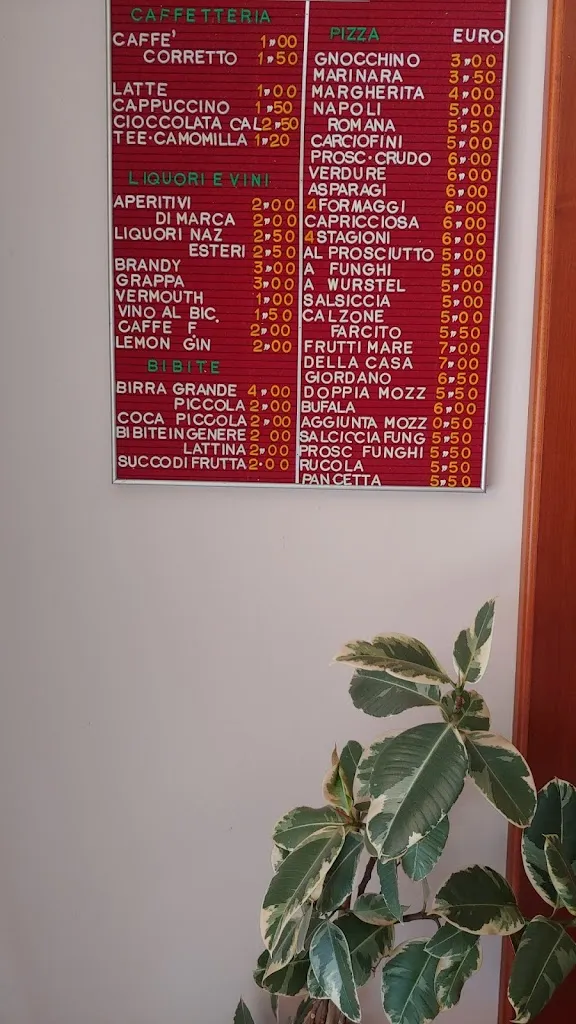 CAFFETTERIA
CAFFE' 1,00
CORRETTO 1,50
LATTE 1,00
CAPPUCCINO 1,50
CIOCCOLATA CAL 2,50
TEE·CAMOMILLA 1,20
LIQUORI E VINI
APERITIVI 2,00
DI MARCA 2,00
LIQUORI NAZ 2,50
ESTERI 2,50
BRANDY 3,00
GRAPPA 3,00
VERMOUTH 1,00
VINO AL BIC. 1,50
CAFFE F. 2,00
LEMON GIN 2,00
BIBITE
BIRRA GRANDE 4,00
PICCOLA 2,00
COCA PICCOLA 2,00
BIBITE IN GENERE 2 00
LATTINA 2,00
SUCCO DI FRUTTA 2·00
PIZZA EURO
GNOCCHINO 3,00
MARINARA 3,50
MARGHERITA 4,00
NAPOLI 5,00
ROMANA 5,50
CARCIOFINI 5,00
PROSC·CRUDO 6,00
VERDURE 6,00
ASPARAGI 6,00
4 FORMAGGI 6,00
CAPRICCIOSA 6,00
4 STAGIONI 6,00
AL PROSCIUTTO 5,00
A FUNGHI 5,00
A WURSTEL 5,00
SALSICCIA 5,00
CALZONE 5,00
FARCITO 5,50
FRUTTI MARE 7,00
DELLA CASA 7,00
GIORDANO 6,50
DOPPIA MOZZ 5,50
BUFALA 6,00
AGGIUNTA MOZZ 0,50
SALCICCIA FUNG 5,50
PROSC FUNGHI 5,50
RUCOLA 5,50
PANCETTA 5,50